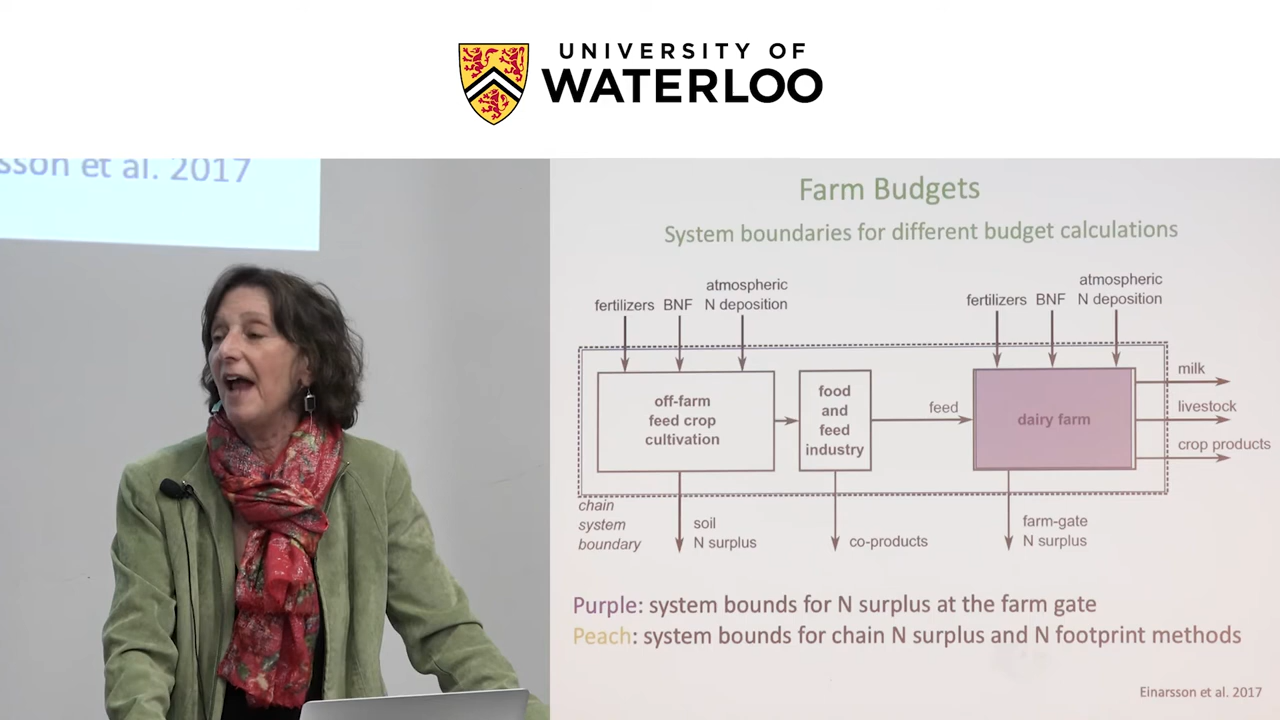 UNIVERSITY OF
WATERLOO
sson et al. 2017
Farm Budgets
System boundaries for different budget calculations
fertilizers BNF atmospheric N deposition
fertilizers BNF atmospheric N deposition
off-farm
feed crop
cultivation
food
and
feed
industry
feed
dairy farm
milk
livestock
crop products
chain
system
boundary
soil
N surplus
co-products
farm-gate
N surplus
Purple: system bounds for N surplus at the farm gate
Peach: system bounds for chain N surplus and N footprint methods
Einarsson et al. 2017